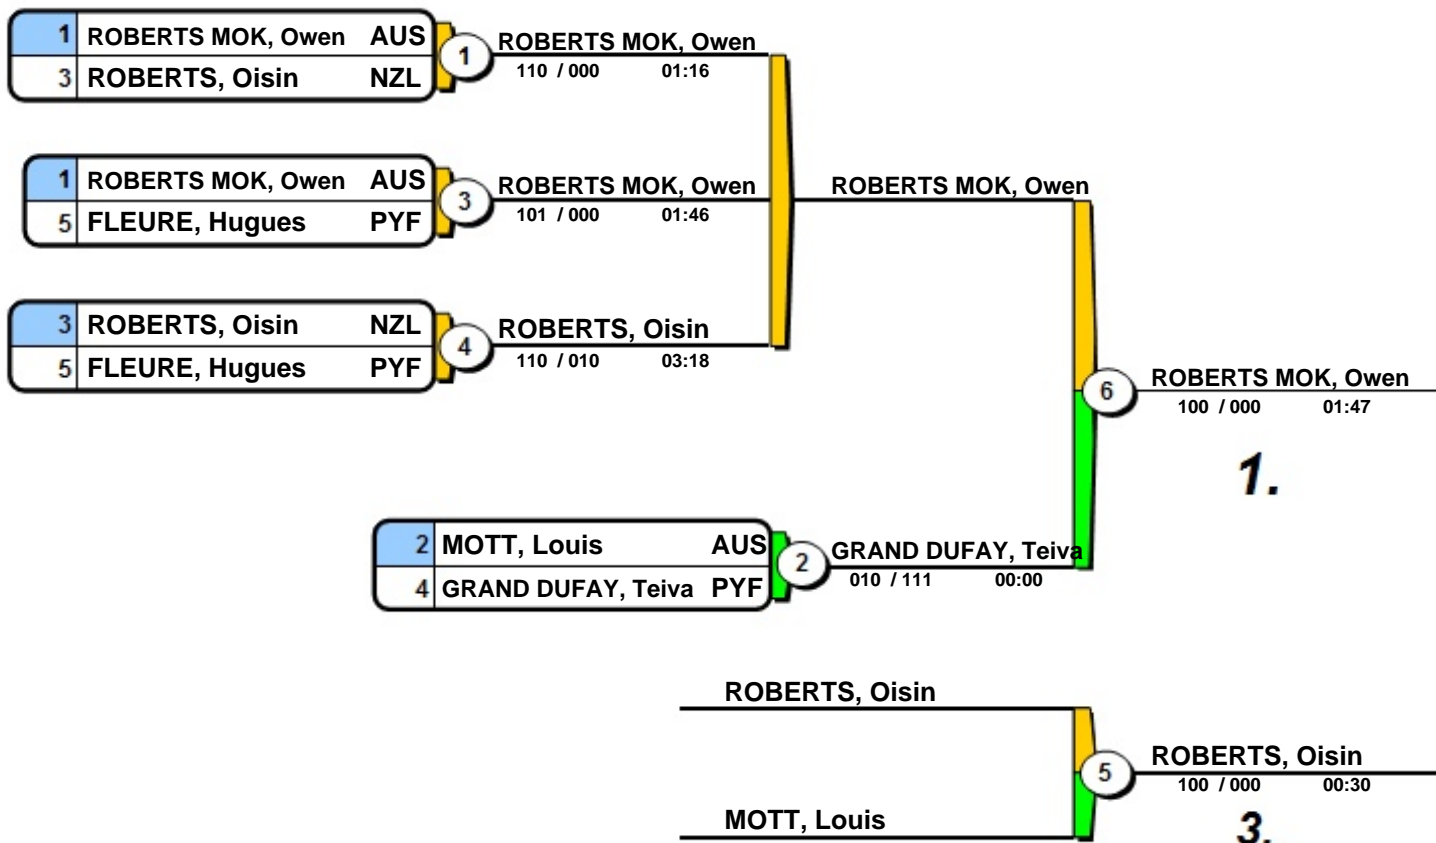 1 ROBERTS MOK, Owen AUS
3 ROBERTS, Oisin NZL
1
ROBERTS MOK, Owen
110 / 000 01:16
1 ROBERTS MOK, Owen AUS
5 FLEURE, Hugues PYF
3
ROBERTS MOK, Owen
101 / 000 01:46
ROBERTS MOK, Owen
3 ROBERTS, Oisin NZL
5 FLEURE, Hugues PYF
4
ROBERTS, Oisin
110 / 010 03:18
6
ROBERTS MOK, Owen
100 / 000 01:47
1.
2 MOTT, Louis AUS
4 GRAND DUFAY, Teiva PYF
2
GRAND DUFAY, Teiva
010 / 111 00:00
ROBERTS, Oisin
MOTT, Louis
5
ROBERTS, Oisin
100 / 000 00:30
3.